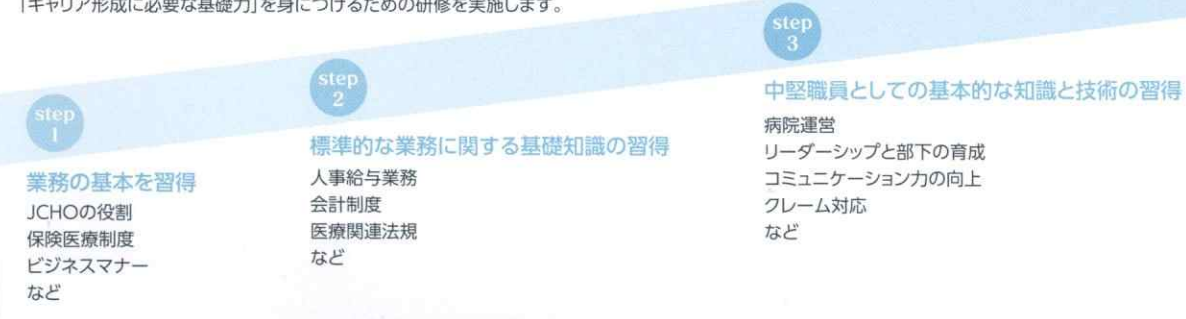 「キャリア形成に必要な基礎力」を身につけるための研修を実施します。
step
1
業務の基本を習得
JCHOの役割
保険医療制度
ビジネスマナー
など
step
2
標準的な業務に関する基礎知識の習得
人事給与業務
会計制度
医療関連法規
など
step
3
中堅職員としての基本的な知識と技術の習得
病院運営
リーダーシップと部下の育成
コミュニケーション力の向上
クレーム対応
など